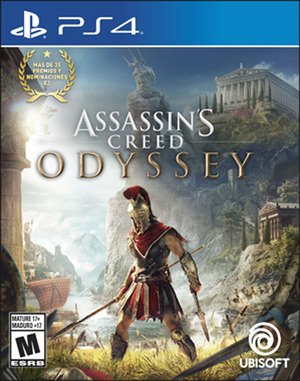 PS4
MÁS DE 35
PREMIOS Y
NOMINACIONES
E3
ASSASSIN'S
CREED
ODYSSEY
MATURE 17+
MADURO +17
M
ESRB
UBISOFT